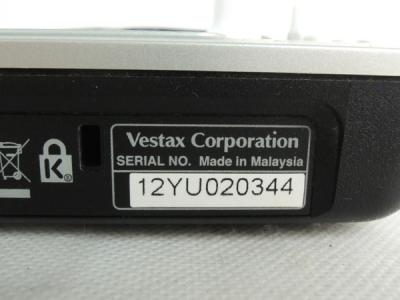 Vestax Corporation
SERIAL NO. Made in Malaysia
12YU020344
K